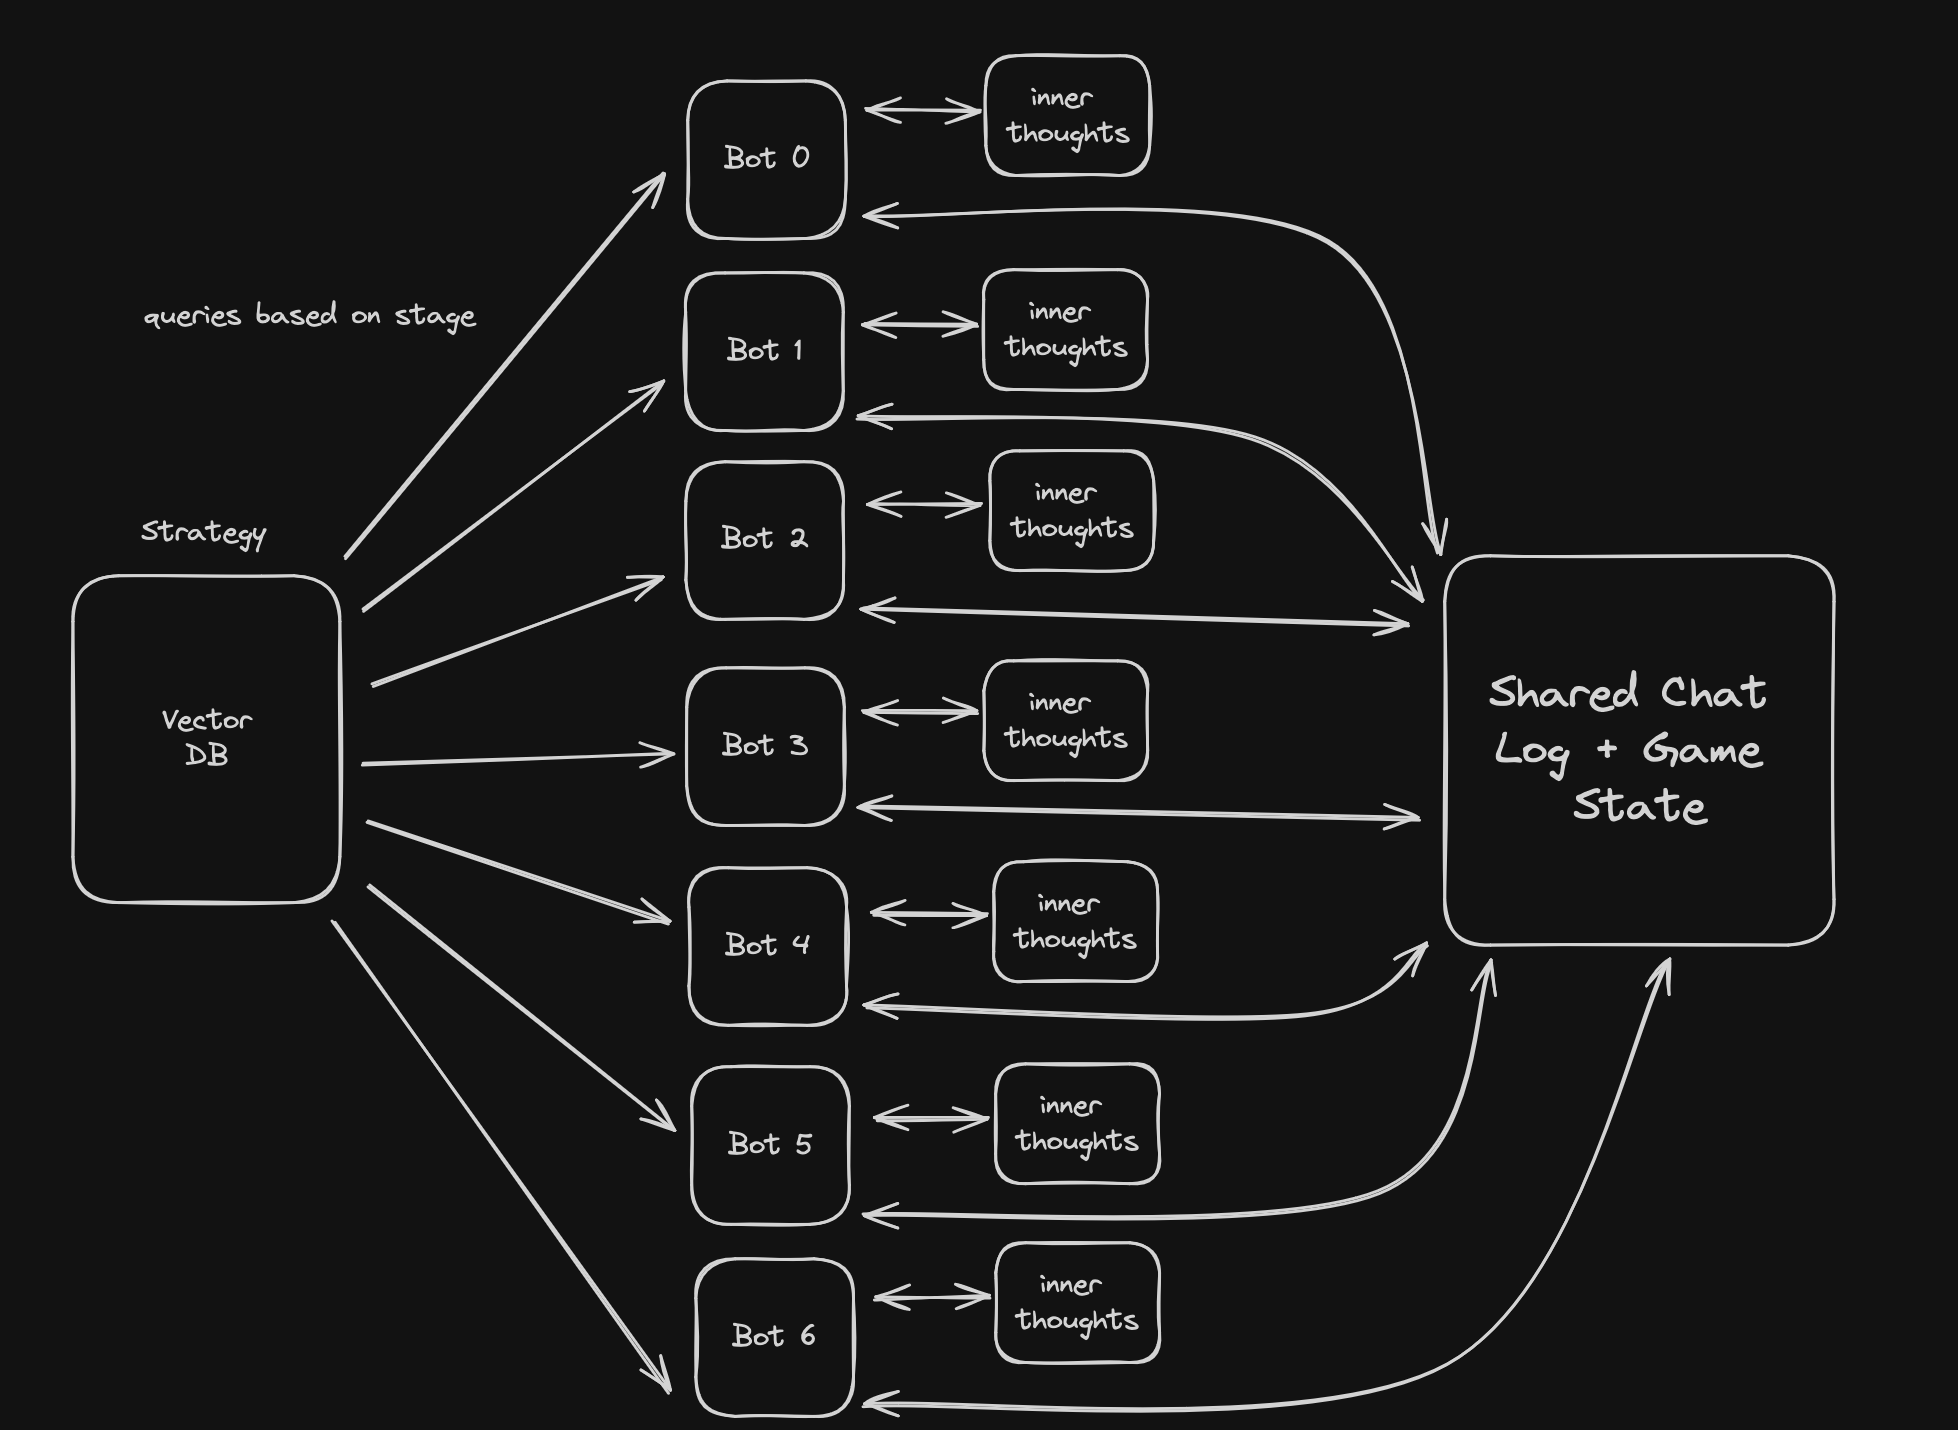 queries based on stage
Strategy
Vector
DB
Bot 0
inner
thoughts
Bot 1
inner
thoughts
Bot 2
inner
thoughts
Bot 3
inner
thoughts
Bot 4
inner
thoughts
Bot 5
inner
thoughts
Bot 6
inner
thoughts
Shared Chat
Log + Game
State